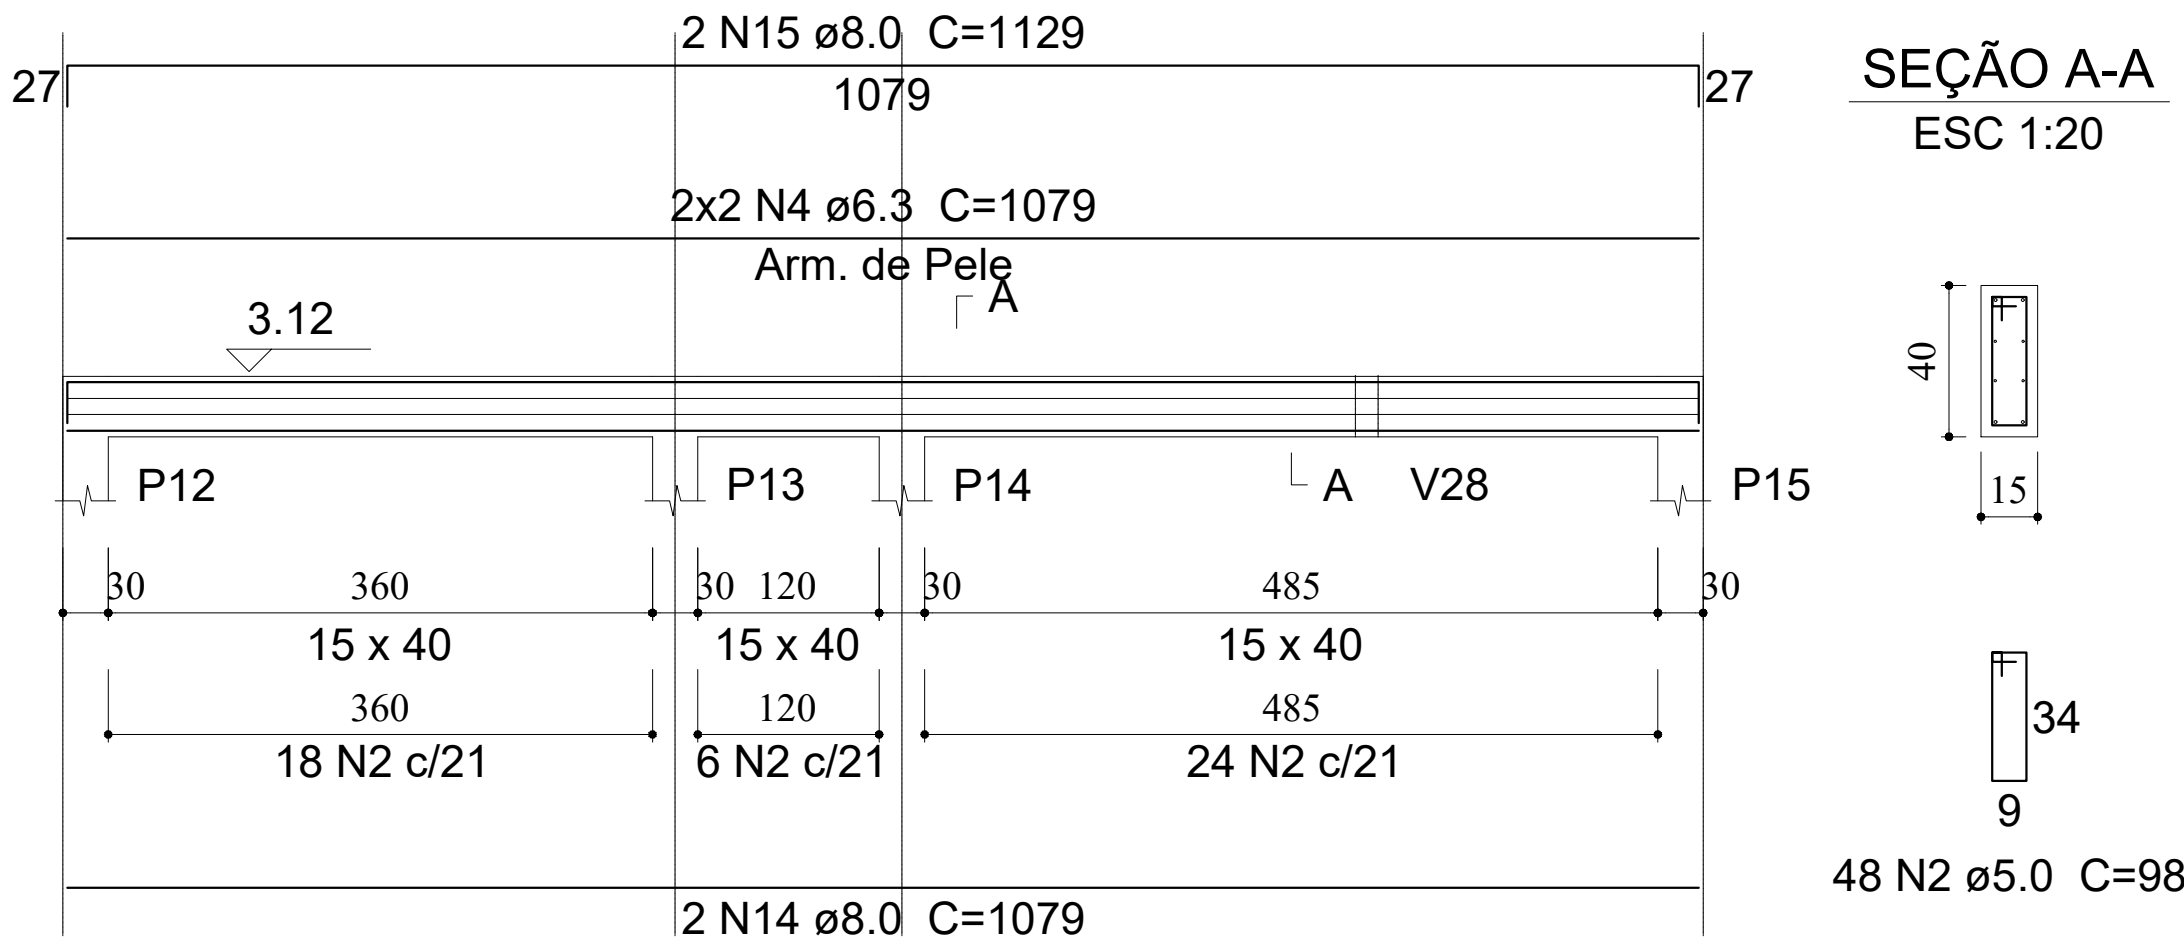 2 N15 ø8.0 C=1129
SEÇÃO A-A
27
1079
27
ESC 1:20
2x2 N4 ø6.3 C=1079
Arm. de Pele
A
3.12
40
P12
P13
P14
A
V28
P15
15
30
360
30
120
30
485
30
15 x 40
15 x 40
15 x 40
360
120
485
34
18 N2 c/21
6 N2 c/21
24 N2 c/21
9
48 N2 ø5.0 C=98
2 N14 ø8.0 C=1079